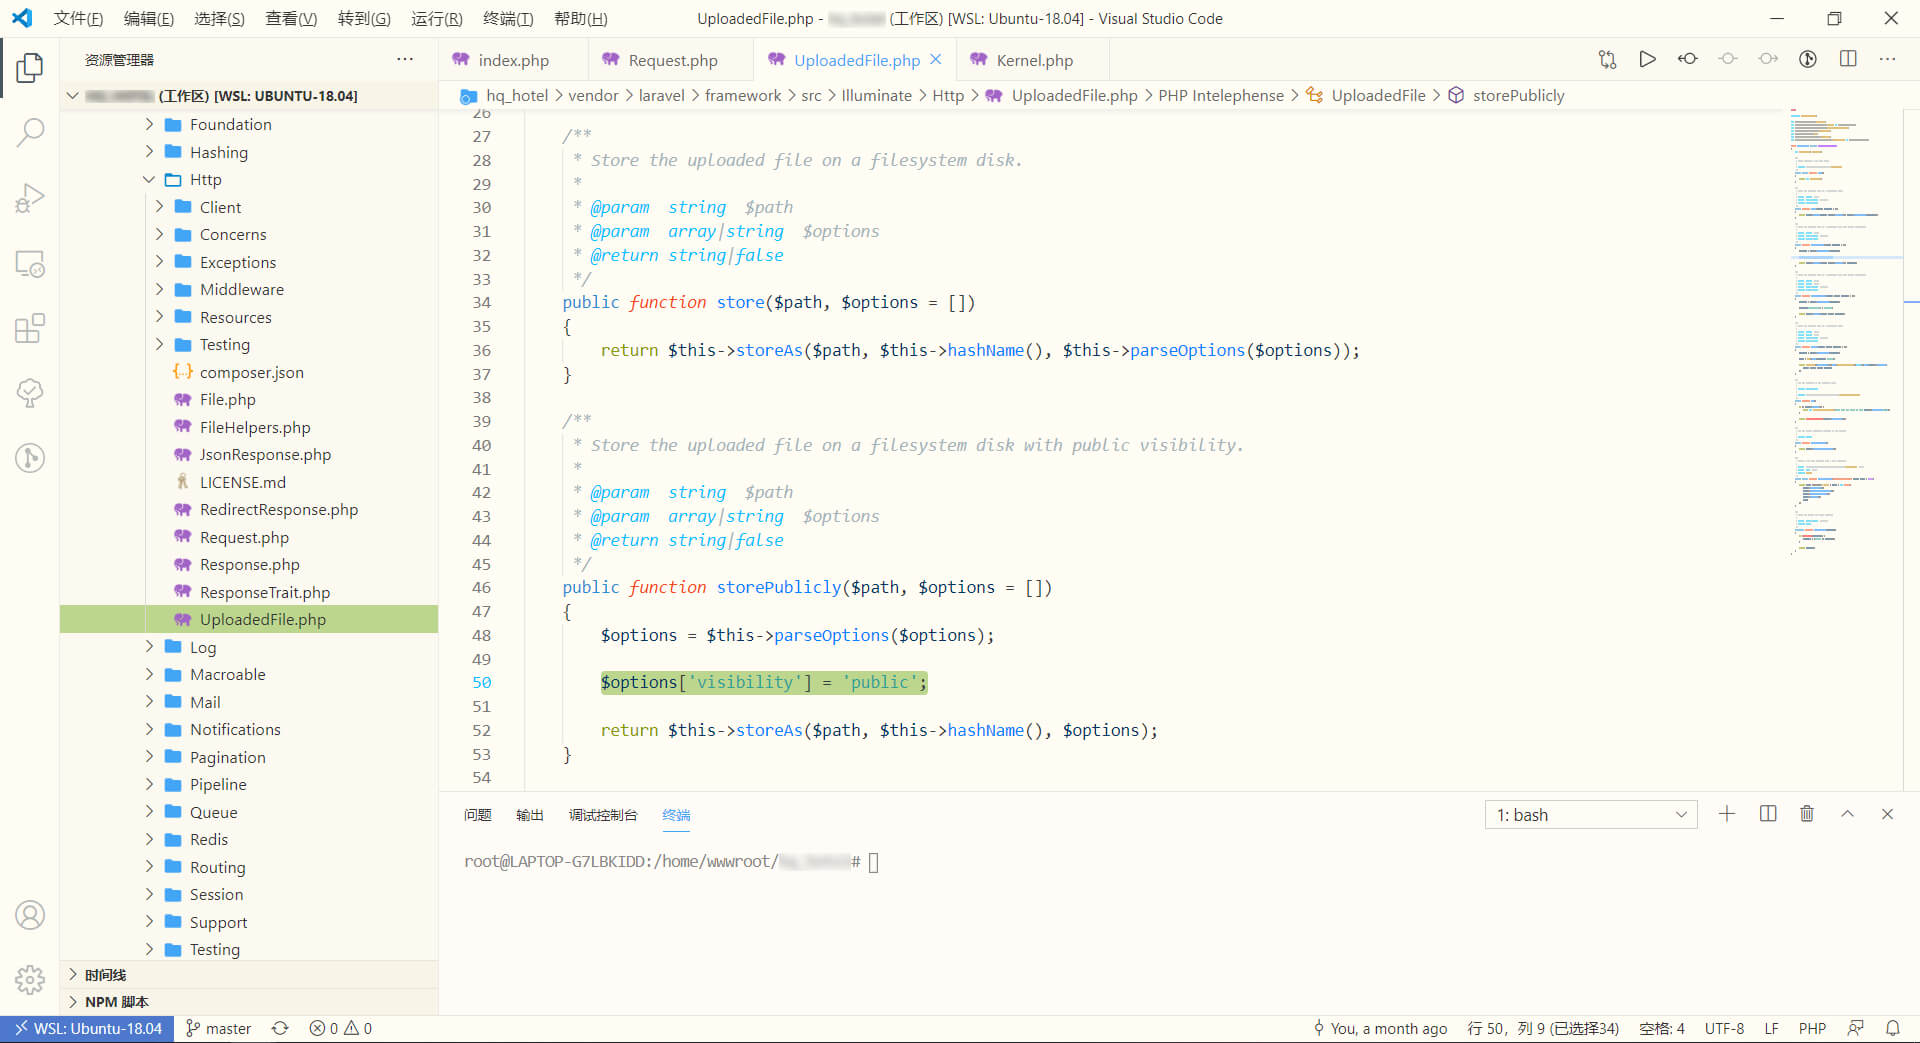 文件(F) 编辑(E) 选择(S) 查看(V) 转到(G) 运行(R) 终端(T) 帮助(H) UploadedFile.php - (工作区) [WSL: Ubuntu-18.04] - Visual Studio Code
资源管理器
index.php Request.php UploadedFile.php Kernel.php
(工作区) [WSL: UBUNTU-18.04]
hq_hotel > vendor > laravel > framework > src > Illuminate > Http > UploadedFile.php > PHP Intelephense > UploadedFile > storePublicly
Foundation
Hashing
Http
Client
Concerns
Exceptions
Middleware
Resources
Testing
composer.json
File.php
FileHelpers.php
JsonResponse.php
LICENSE.md
RedirectResponse.php
Request.php
Response.php
ResponseTrait.php
UploadedFile.php
Log
Macroable
Mail
Notifications
Pagination
Pipeline
Queue
Redis
Routing
Session
Support
Testing
时间线
NPM 脚本
26
27 /**
28 * Store the uploaded file on a filesystem disk.
29 *
30 * @param string $path
31 * @param array|string $options
32 * @return string|false
33 */
34 public function store($path, $options = [])
35 {
36 return $this->storeAs($path, $this->hashName(), $this->parseOptions($options));
37 }
38
39 /**
40 * Store the uploaded file on a filesystem disk with public visibility.
41 *
42 * @param string $path
43 * @param array|string $options
44 * @return string|false
45 */
46 public function storePublicly($path, $options = [])
47 {
48 $options = $this->parseOptions($options);
49
50 $options['visibility'] = 'public';
51
52 return $this->storeAs($path, $this->hashName(), $options);
53 }
54
问题 输出 调试控制台 终端 1: bash
root@LAPTOP-G7LBKIDD:/home/wwwroot/ #
WSL: Ubuntu-18.04 master 0 0 You, a month ago 行 50，列 9 (已选择34) 空格: 4 UTF-8 LF PHP